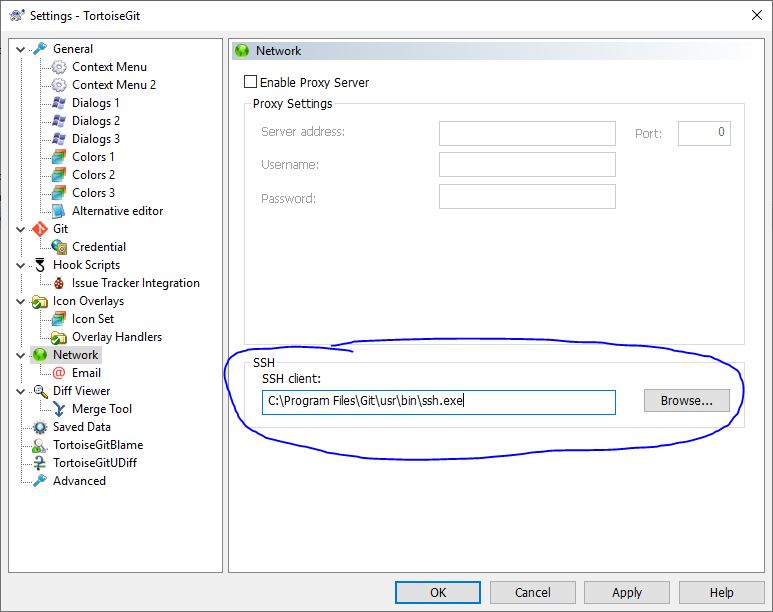 Settings - TortoiseGit
General
Context Menu
Context Menu 2
Dialogs 1
Dialogs 2
Dialogs 3
Colors 1
Colors 2
Colors 3
Alternative editor
Git
Credential
Hook Scripts
Issue Tracker Integration
Icon Overlays
Icon Set
Overlay Handlers
Network
Email
Diff Viewer
Merge Tool
Saved Data
TortoiseGitBlame
TortoiseGitUDiff
Advanced
Network
Enable Proxy Server
Proxy Settings
Server address:
Port: 0
Username:
Password:
SSH
SSH client:
C:\Program Files\Git\usr\bin\ssh.exe
Browse...
OK Cancel Apply Help